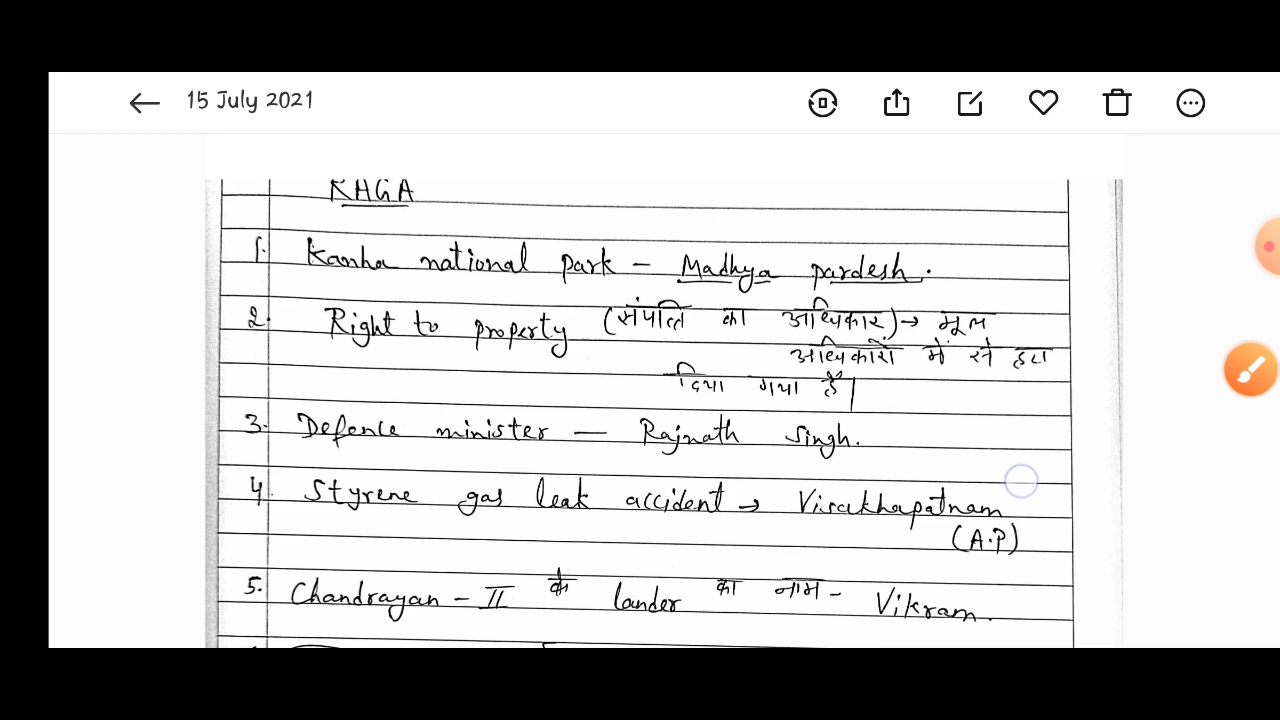 15 July 2021
RAGA
1. Kanha national park - Madhya pardesh.
2. Right to property (संपत्ति का अधिकार) → मूल
अधिकारों में से हटा
दिया गया है।
3. Defence minister - Rajnath Singh.
4. Styrene gas leak accident → Visakhapatnam
(A.P)
5. Chandrayan - II के lander का नाम - Vikram.